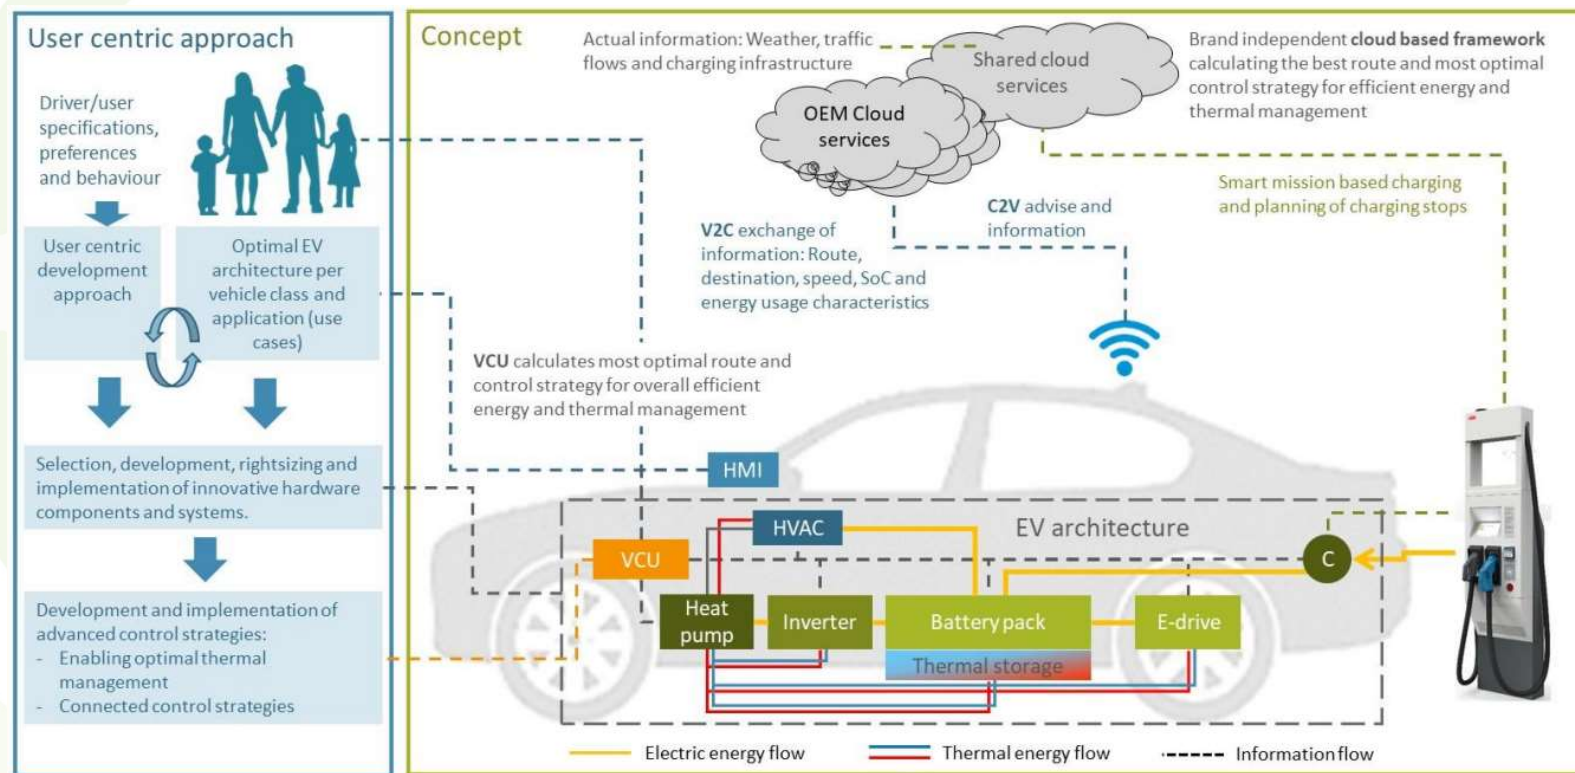 User centric approach
Driver/user
specifications,
preferences
and behaviour
User centric
development
approach
Optimal EV
architecture per
vehicle class and
application (use
cases)
Selection, development, rightsizing and
implementation of innovative hardware
components and systems.
Development and implementation of
advanced control strategies:
- Enabling optimal thermal
management
- Connected control strategies
Concept
Actual information: Weather, traffic
flows and charging infrastructure
Shared cloud
services
OEM Cloud
services
Brand independent cloud based framework
calculating the best route and most optimal
control strategy for efficient energy and
thermal management
Smart mission based charging
and planning of charging stops
V2C exchange of
information: Route,
destination, speed, SoC and
energy usage characteristics
C2V advise and
information
VCU calculates most optimal route and
control strategy for overall efficient
energy and thermal management
HMI
HVAC
EV architecture
VCU
C
Heat
pump
Inverter
Battery pack
E-drive
Thermal storage
Electric energy flow
Thermal energy flow
Information flow